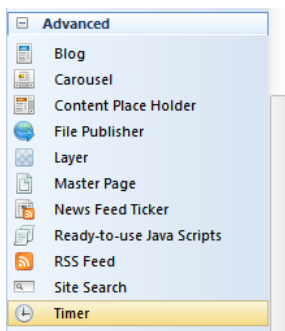 Advanced
Blog
Carousel
Content Place Holder
File Publisher
Layer
Master Page
News Feed Ticker
Ready-to-use Java Scripts
RSS Feed
Site Search
Timer